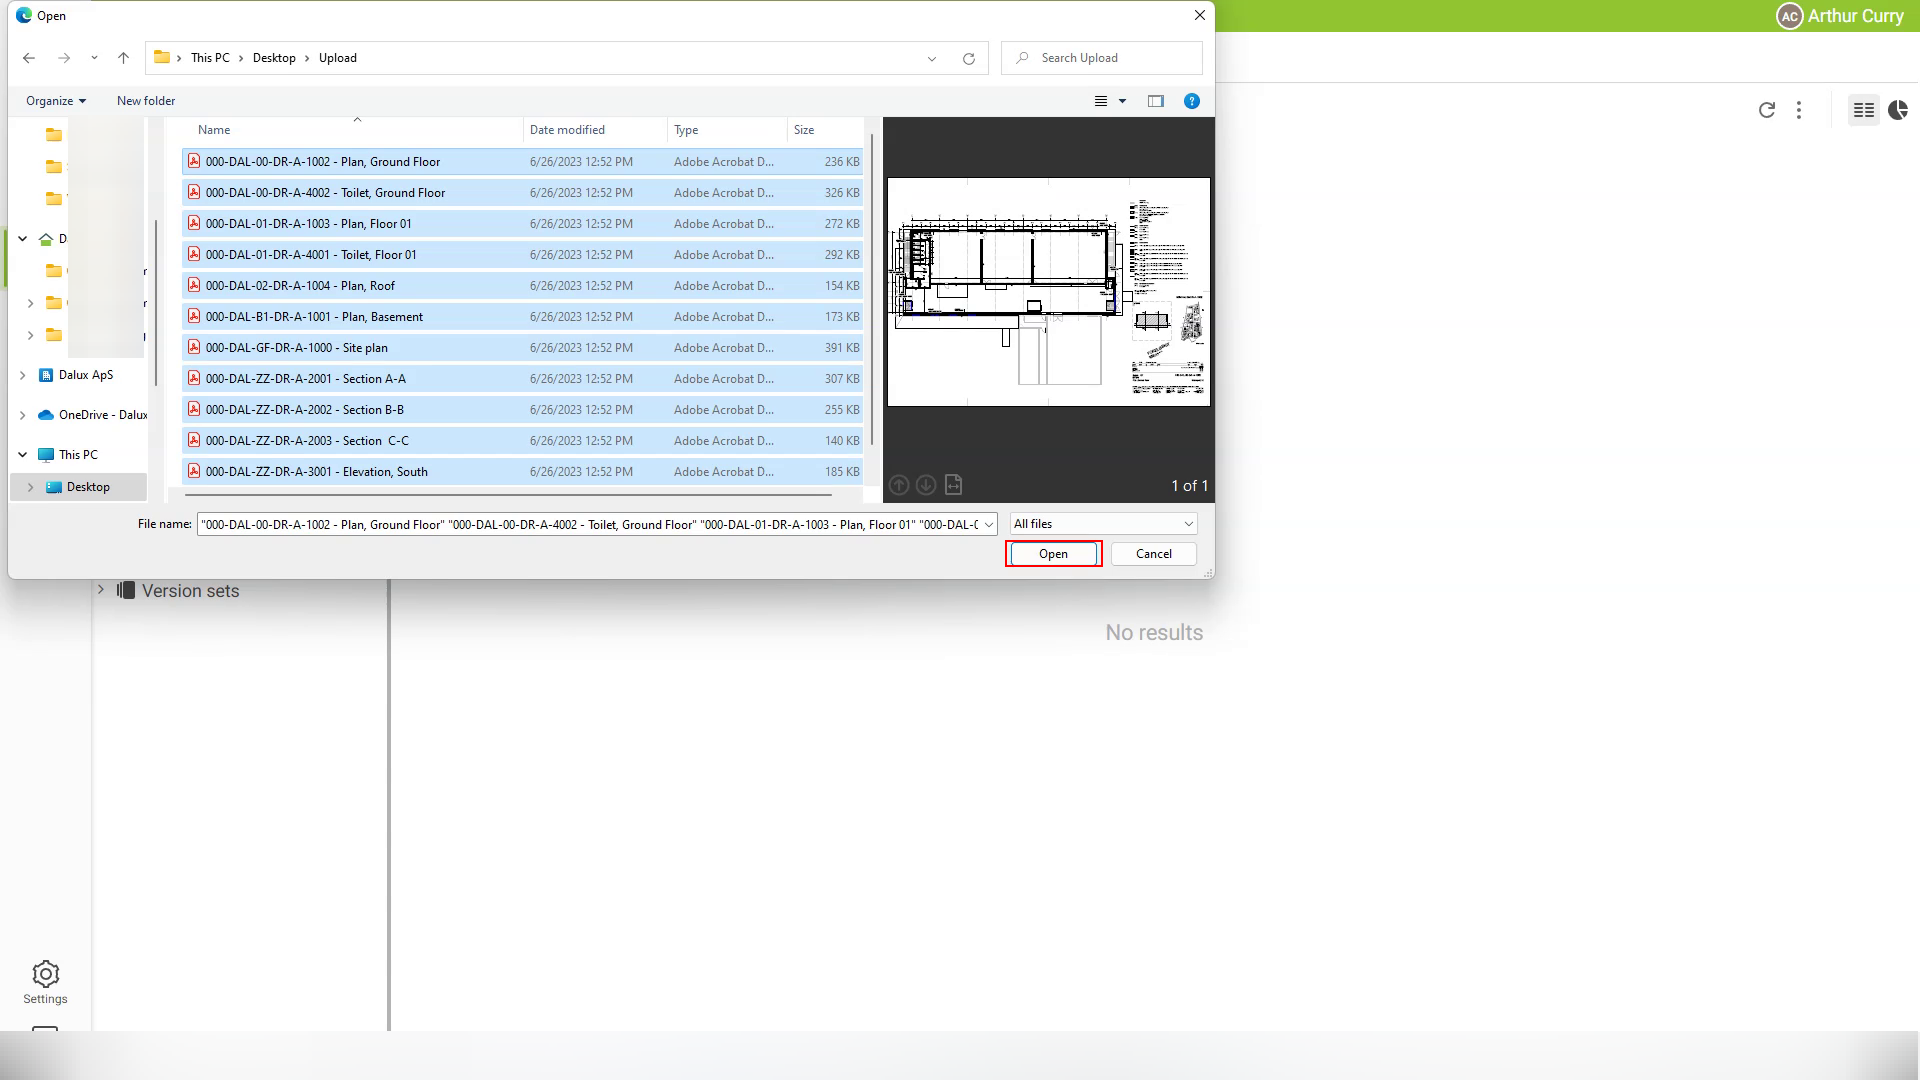 Open
AC Arthur Curry
This PC > Desktop > Upload
Search Upload
Organize
New folder
Name
Date modified
Type
Size
000-DAL-00-DR-A-1002 - Plan, Ground Floor 6/26/2023 12:52 PM Adobe Acrobat D... 236 KB
000-DAL-00-DR-A-4002 - Toilet, Ground Floor 6/26/2023 12:52 PM Adobe Acrobat D... 326 KB
000-DAL-01-DR-A-1003 - Plan, Floor 01 6/26/2023 12:52 PM Adobe Acrobat D... 272 KB
000-DAL-01-DR-A-4001 - Toilet, Floor 01 6/26/2023 12:52 PM Adobe Acrobat D... 292 KB
000-DAL-02-DR-A-1004 - Plan, Roof 6/26/2023 12:52 PM Adobe Acrobat D... 154 KB
000-DAL-B1-DR-A-1001 - Plan, Basement 6/26/2023 12:52 PM Adobe Acrobat D... 173 KB
000-DAL-GF-DR-A-1000 - Site plan 6/26/2023 12:52 PM Adobe Acrobat D... 391 KB
000-DAL-ZZ-DR-A-2001 - Section A-A 6/26/2023 12:52 PM Adobe Acrobat D... 307 KB
000-DAL-ZZ-DR-A-2002 - Section B-B 6/26/2023 12:52 PM Adobe Acrobat D... 255 KB
000-DAL-ZZ-DR-A-2003 - Section  C-C 6/26/2023 12:52 PM Adobe Acrobat D... 140 KB
000-DAL-ZZ-DR-A-3001 - Elevation, South 6/26/2023 12:52 PM Adobe Acrobat D... 185 KB
Dalux ApS
OneDrive - Dalux
This PC
Desktop
1 of 1
File name: "000-DAL-00-DR-A-1002 - Plan, Ground Floor" "000-DAL-00-DR-A-4002 - Toilet, Ground Floor" "000-DAL-01-DR-A-1003 - Plan, Floor 01" "000-DAL-0
All files
Open
Cancel
Version sets
No results
Settings